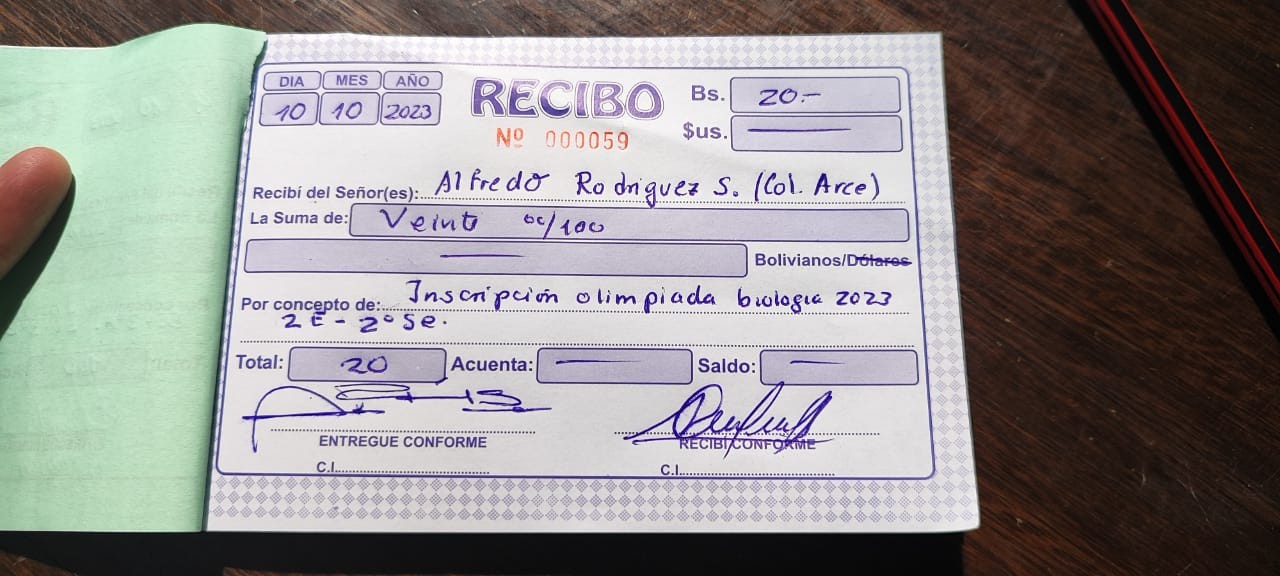 DIA MES AÑO
10 10 2023
RECIBO
Nº 000059
Bs. 20.-
$us.
Recibí del Señor(es): Alfredo Rodriguez S. (Col. Arce)
La Suma de: Veinte 00/100
Bolivianos/Dólares
Por concepto de: Inscripción olimpiada biologia 2023
2E - 2º Se.
Total: 20 Acuenta: Saldo:
ENTREGUE CONFORME RECIBI CONFORME
C.I. C.I.